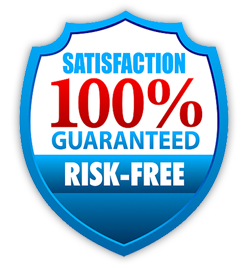 SATISFACTION
100%
GUARANTEED
RISK-FREE